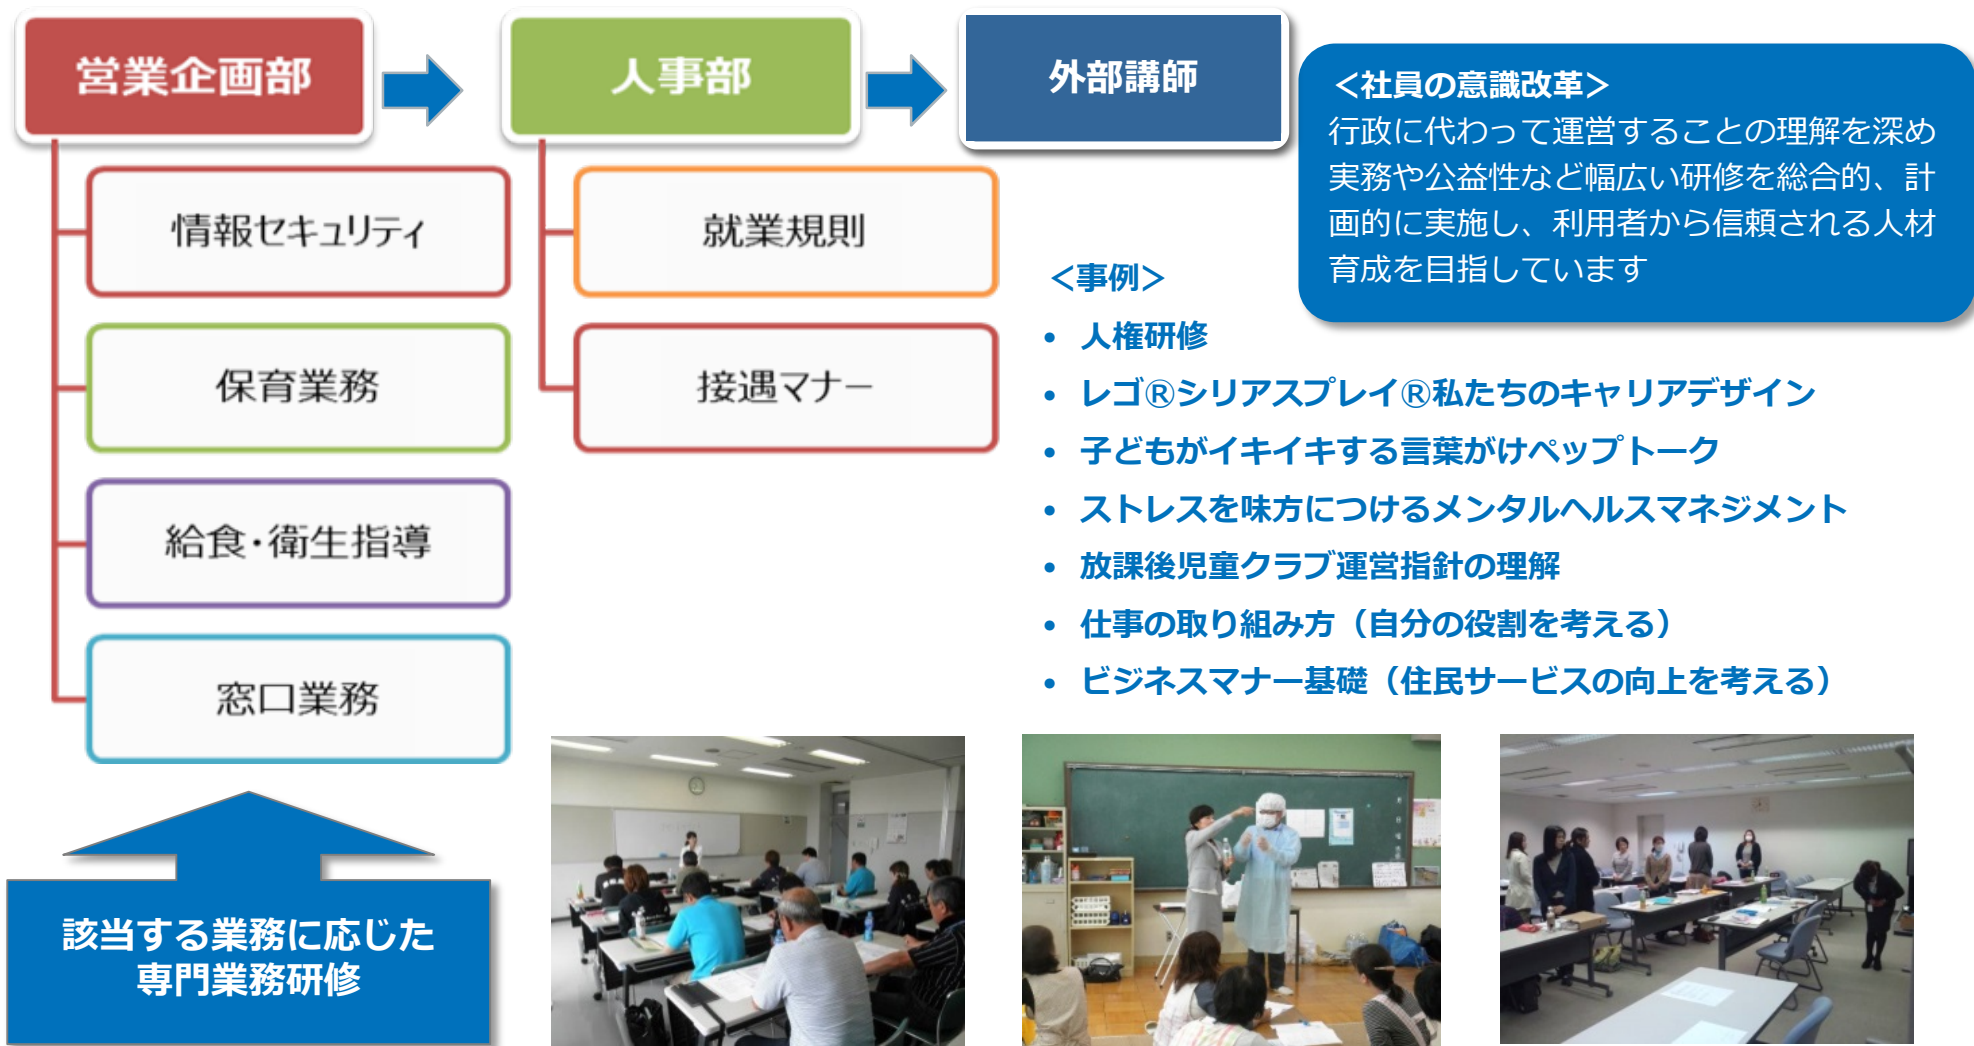 営業企画部
人事部
外部講師
情報セキュリティ
保育業務
給食・衛生指導
窓口業務
就業規則
接遇マナー
該当する業務に応じた
専門業務研修
＜社員の意識改革＞
行政に代わって運営することの理解を深め
実務や公益性など幅広い研修を総合的、計
画的に実施し、利用者から信頼される人材
育成を目指しています
＜事例＞
• 人権研修
• レゴ®シリアスプレイ®私たちのキャリアデザイン
• 子どもがイキイキする言葉がけペップトーク
• ストレスを味方につけるメンタルヘルスマネジメント
• 放課後児童クラブ運営指針の理解
• 仕事の取り組み方（自分の役割を考える）
• ビジネスマナー基礎（住民サービスの向上を考える）